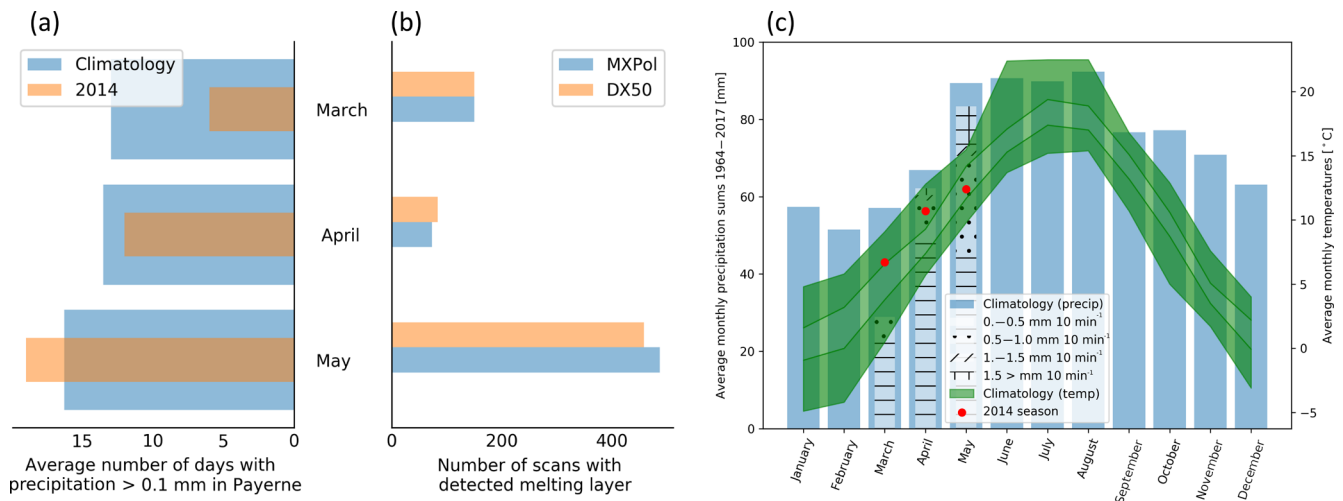 (a)
Climatology
2014
March
April
May
15
10
5
0
Average number of days with
precipitation > 0.1 mm in Payerne
(b)
MXPol
DX50
0
200
400
Number of scans with
detected melting layer
(c)
Average monthly precipitation sums 1964−2017 [mm]
100
80
60
40
20
0
Climatology (precip)
0.−0.5 mm 10 min⁻¹
0.5−1.0 mm 10 min⁻¹
1.−1.5 mm 10 min⁻¹
1.5 > mm 10 min⁻¹
Climatology (temp)
2014 season
20
15
10
5
0
−5
Average monthly temperatures [°C]
January
February
March
April
May
June
July
August
September
October
November
December